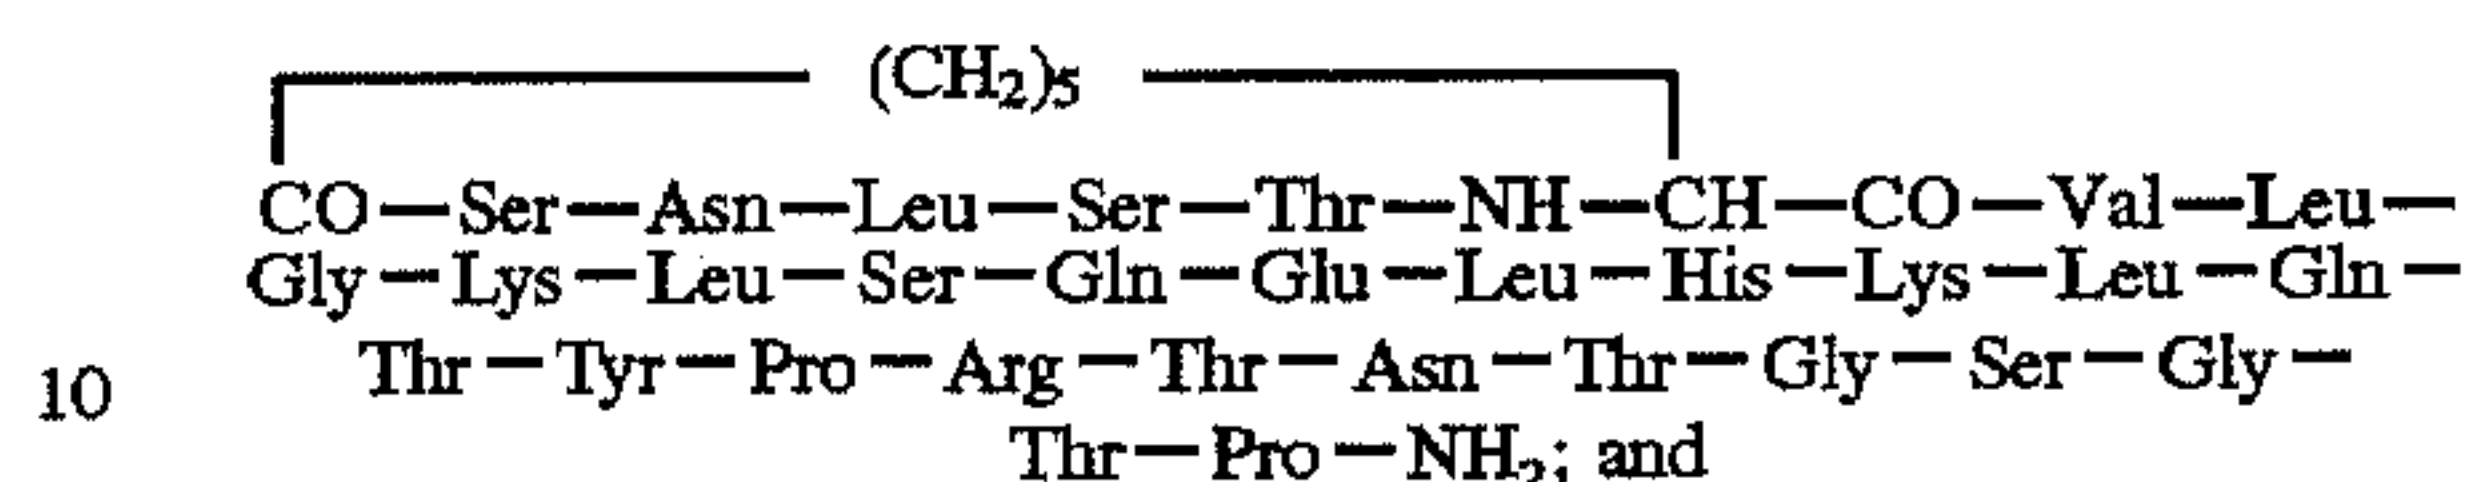 (CH2)5
CO—Ser—Asn—Leu—Ser—Thr—NH—CH—CO—Val—Leu—
Gly—Lys—Leu—Ser—Gln—Glu—Leu—His—Lys—Leu—Gln—
10 Thr—Tyr—Pro—Arg—Thr—Asn—Thr—Gly—Ser—Gly—
Thr—Pro—NH2; and